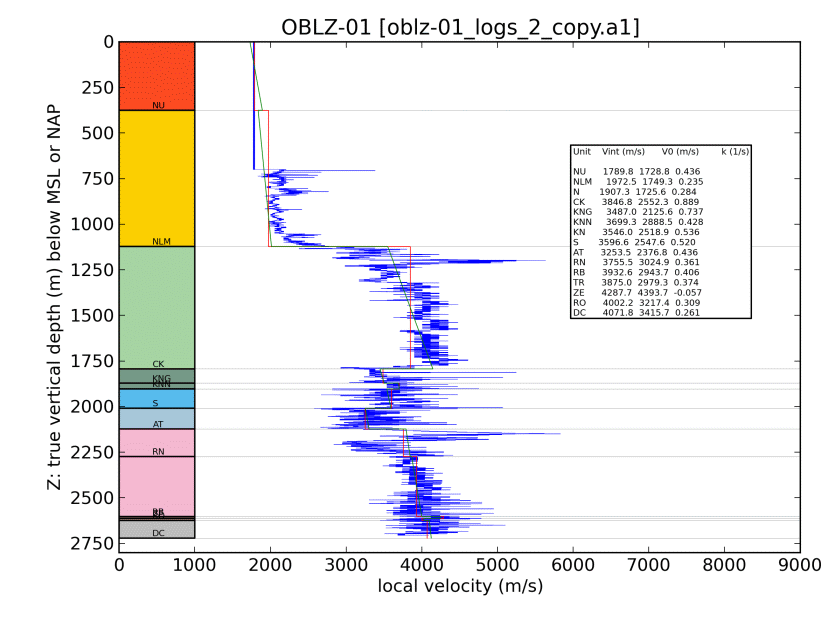 OBLZ-01 [oblz-01_logs_2_copy.a1]
Z: true vertical depth (m) below MSL or NAP
0
250
500
750
1000
1250
1500
1750
2000
2250
2500
2750
NU
NLM
CK
KNG
KNN
S
AT
RN
RB
DC
Unit Vint (m/s) V0 (m/s) k (1/s)
NU 1789.8 1728.8 0.436
NLM 1972.5 1749.3 0.235
N 1907.3 1725.6 0.284
CK 3846.8 2552.3 0.889
KNG 3487.0 2125.6 0.737
KNN 3699.3 2888.5 0.428
KN 3546.0 2518.9 0.536
S 3596.6 2547.6 0.520
AT 3253.5 2376.8 0.436
RN 3755.5 3024.9 0.361
RB 3932.6 2943.7 0.406
TR 3875.0 2979.3 0.374
ZE 4287.7 4393.7 -0.057
RO 4002.2 3217.4 0.309
DC 4071.8 3415.7 0.261
0 1000 2000 3000 4000 5000 6000 7000 8000 9000
local velocity (m/s)